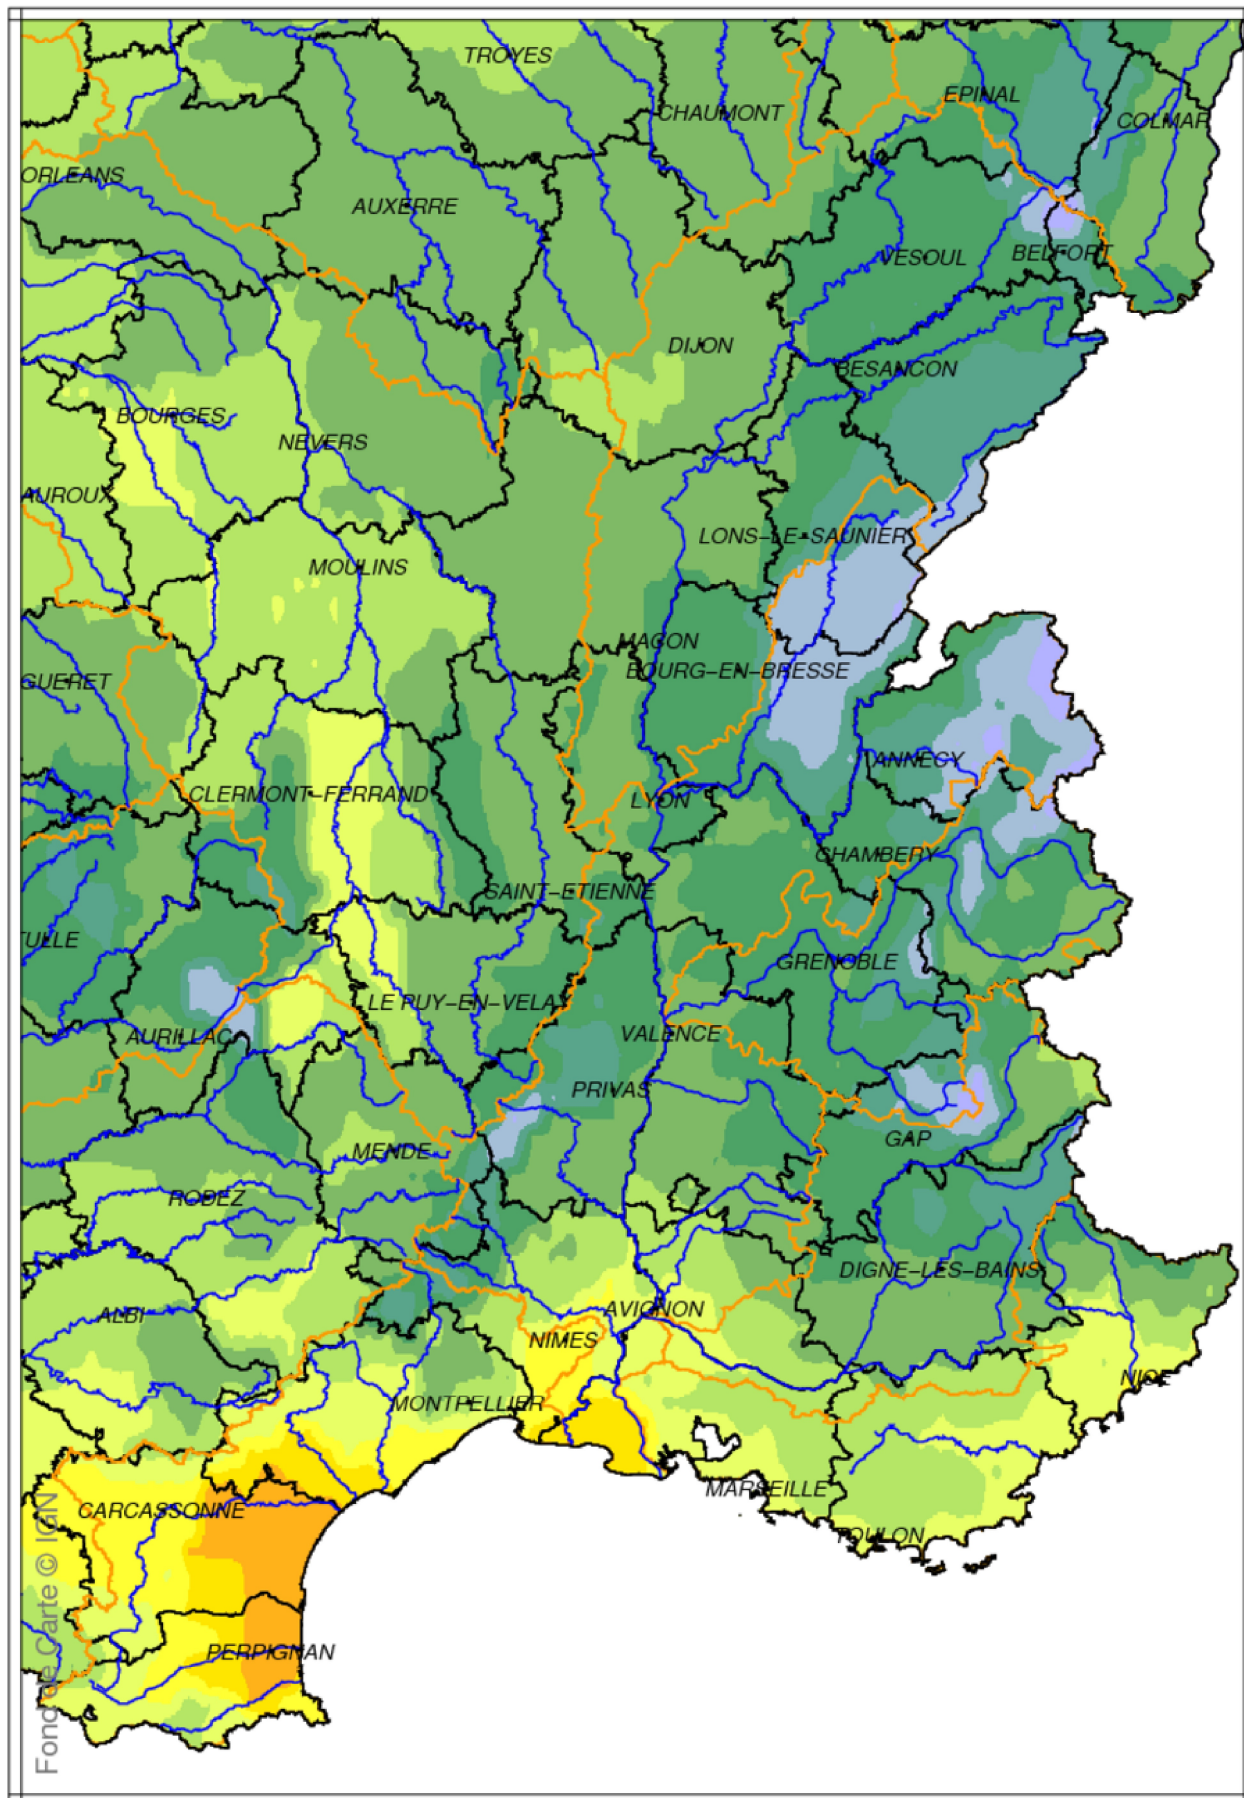 TROYES
EPINAL
CHAUMONT
COLMAR
ORLEANS
AUXERRE
VESOUL
BELFORT
DIJON
BESANCON
BOURGES
NEVERS
AUROUX
LONS-LE-SAUNIER
MOULINS
MACON
BOURG-EN-BRESSE
GUERET
ANNECY
CLERMONT-FERRAND
LYON
CHAMBERY
SAINT-ETIENNE
TULLE
GRENOBLE
LE PUY-EN-VELAY
AURILLAC
VALENCE
PRIVAS
GAP
MENDE
RODEZ
DIGNE-LES-BAINS
ALBI
AVIGNON
NIMES
NICE
MONTPELLIER
MARSEILLE
CARCASSONNE
TOULON
PERPIGNAN
Fond de Carte © IGN